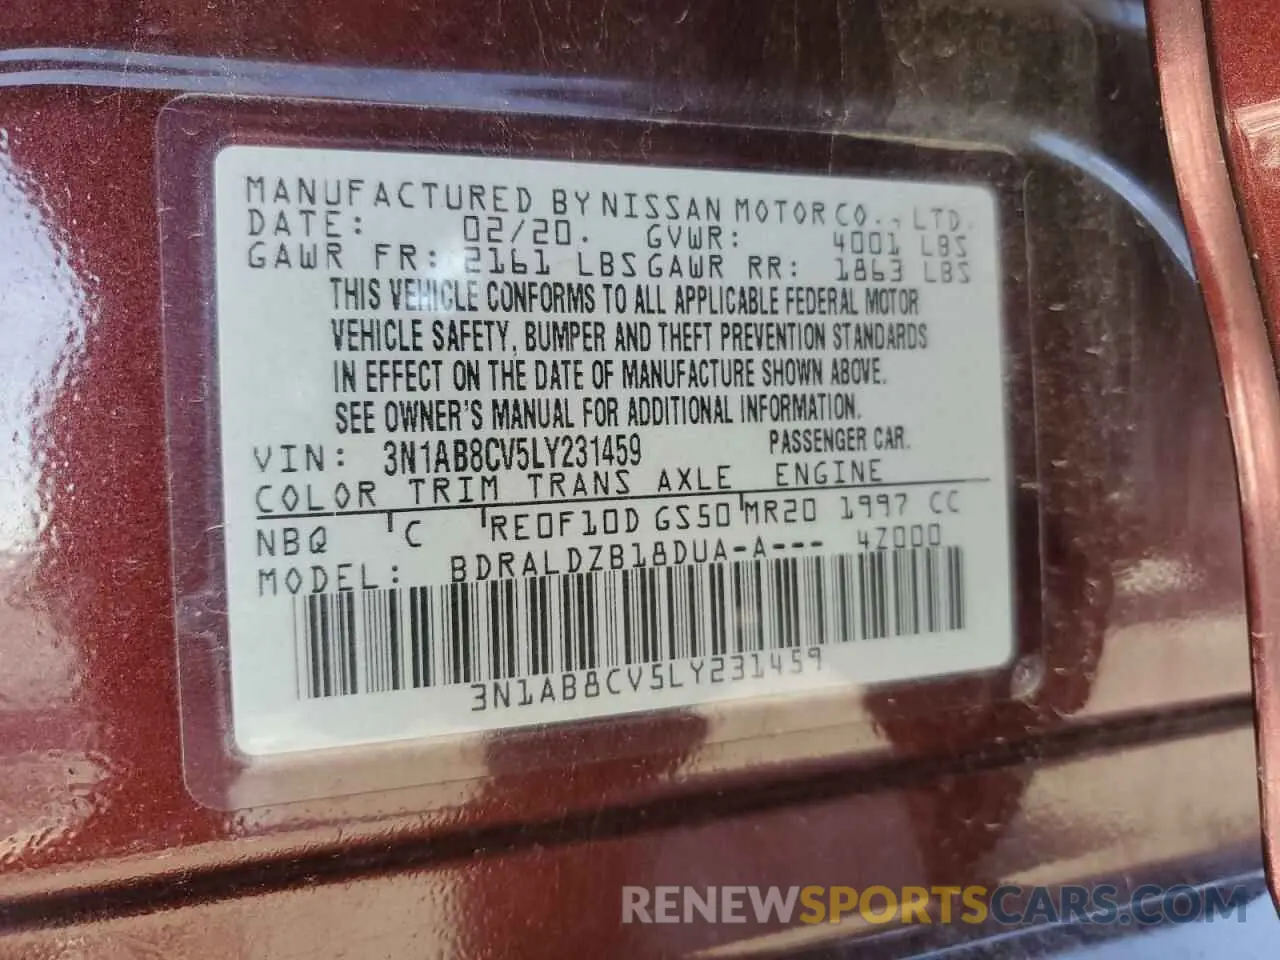 MANUFACTURED BY NISSAN MOTOR CO., LTD.
DATE: 02/20. GVWR: 4001 LBS
GAWR FR: 2161 LBS GAWR RR: 1863 LBS
THIS VEHICLE CONFORMS TO ALL APPLICABLE FEDERAL MOTOR
VEHICLE SAFETY, BUMPER AND THEFT PREVENTION STANDARDS
IN EFFECT ON THE DATE OF MANUFACTURE SHOWN ABOVE.
SEE OWNER'S MANUAL FOR ADDITIONAL INFORMATION.
VIN: 3N1AB8CV5LY231459 PASSENGER CAR.
COLOR TRIM TRANS AXLE ENGINE
NBQ C RE0F10D GS50 MR20 1997 CC
MODEL: BDRALDZB18DUA-A--- 4Z000
3N1AB8CV5LY231459
RENEWSPORTSCARS.COM